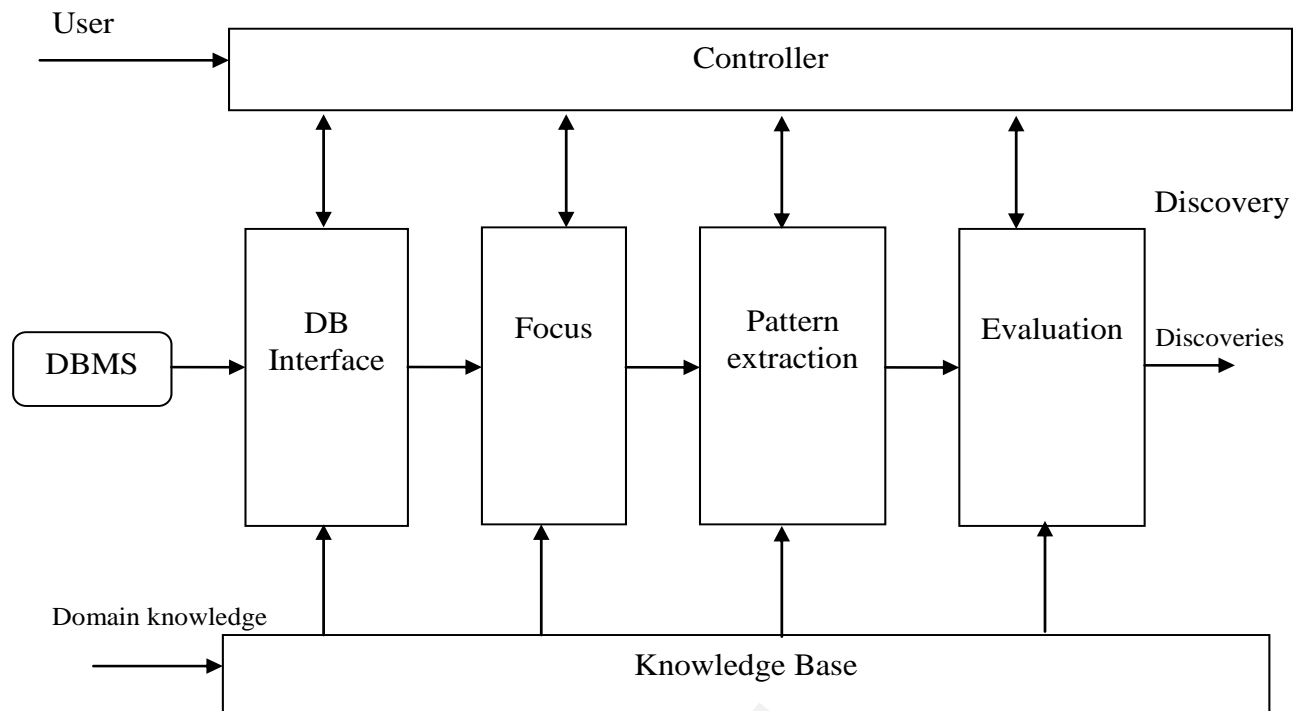 User
Controller
Discovery
DB
Interface
Focus
Pattern
extraction
Evaluation
DBMS
Discoveries
Domain knowledge
Knowledge Base